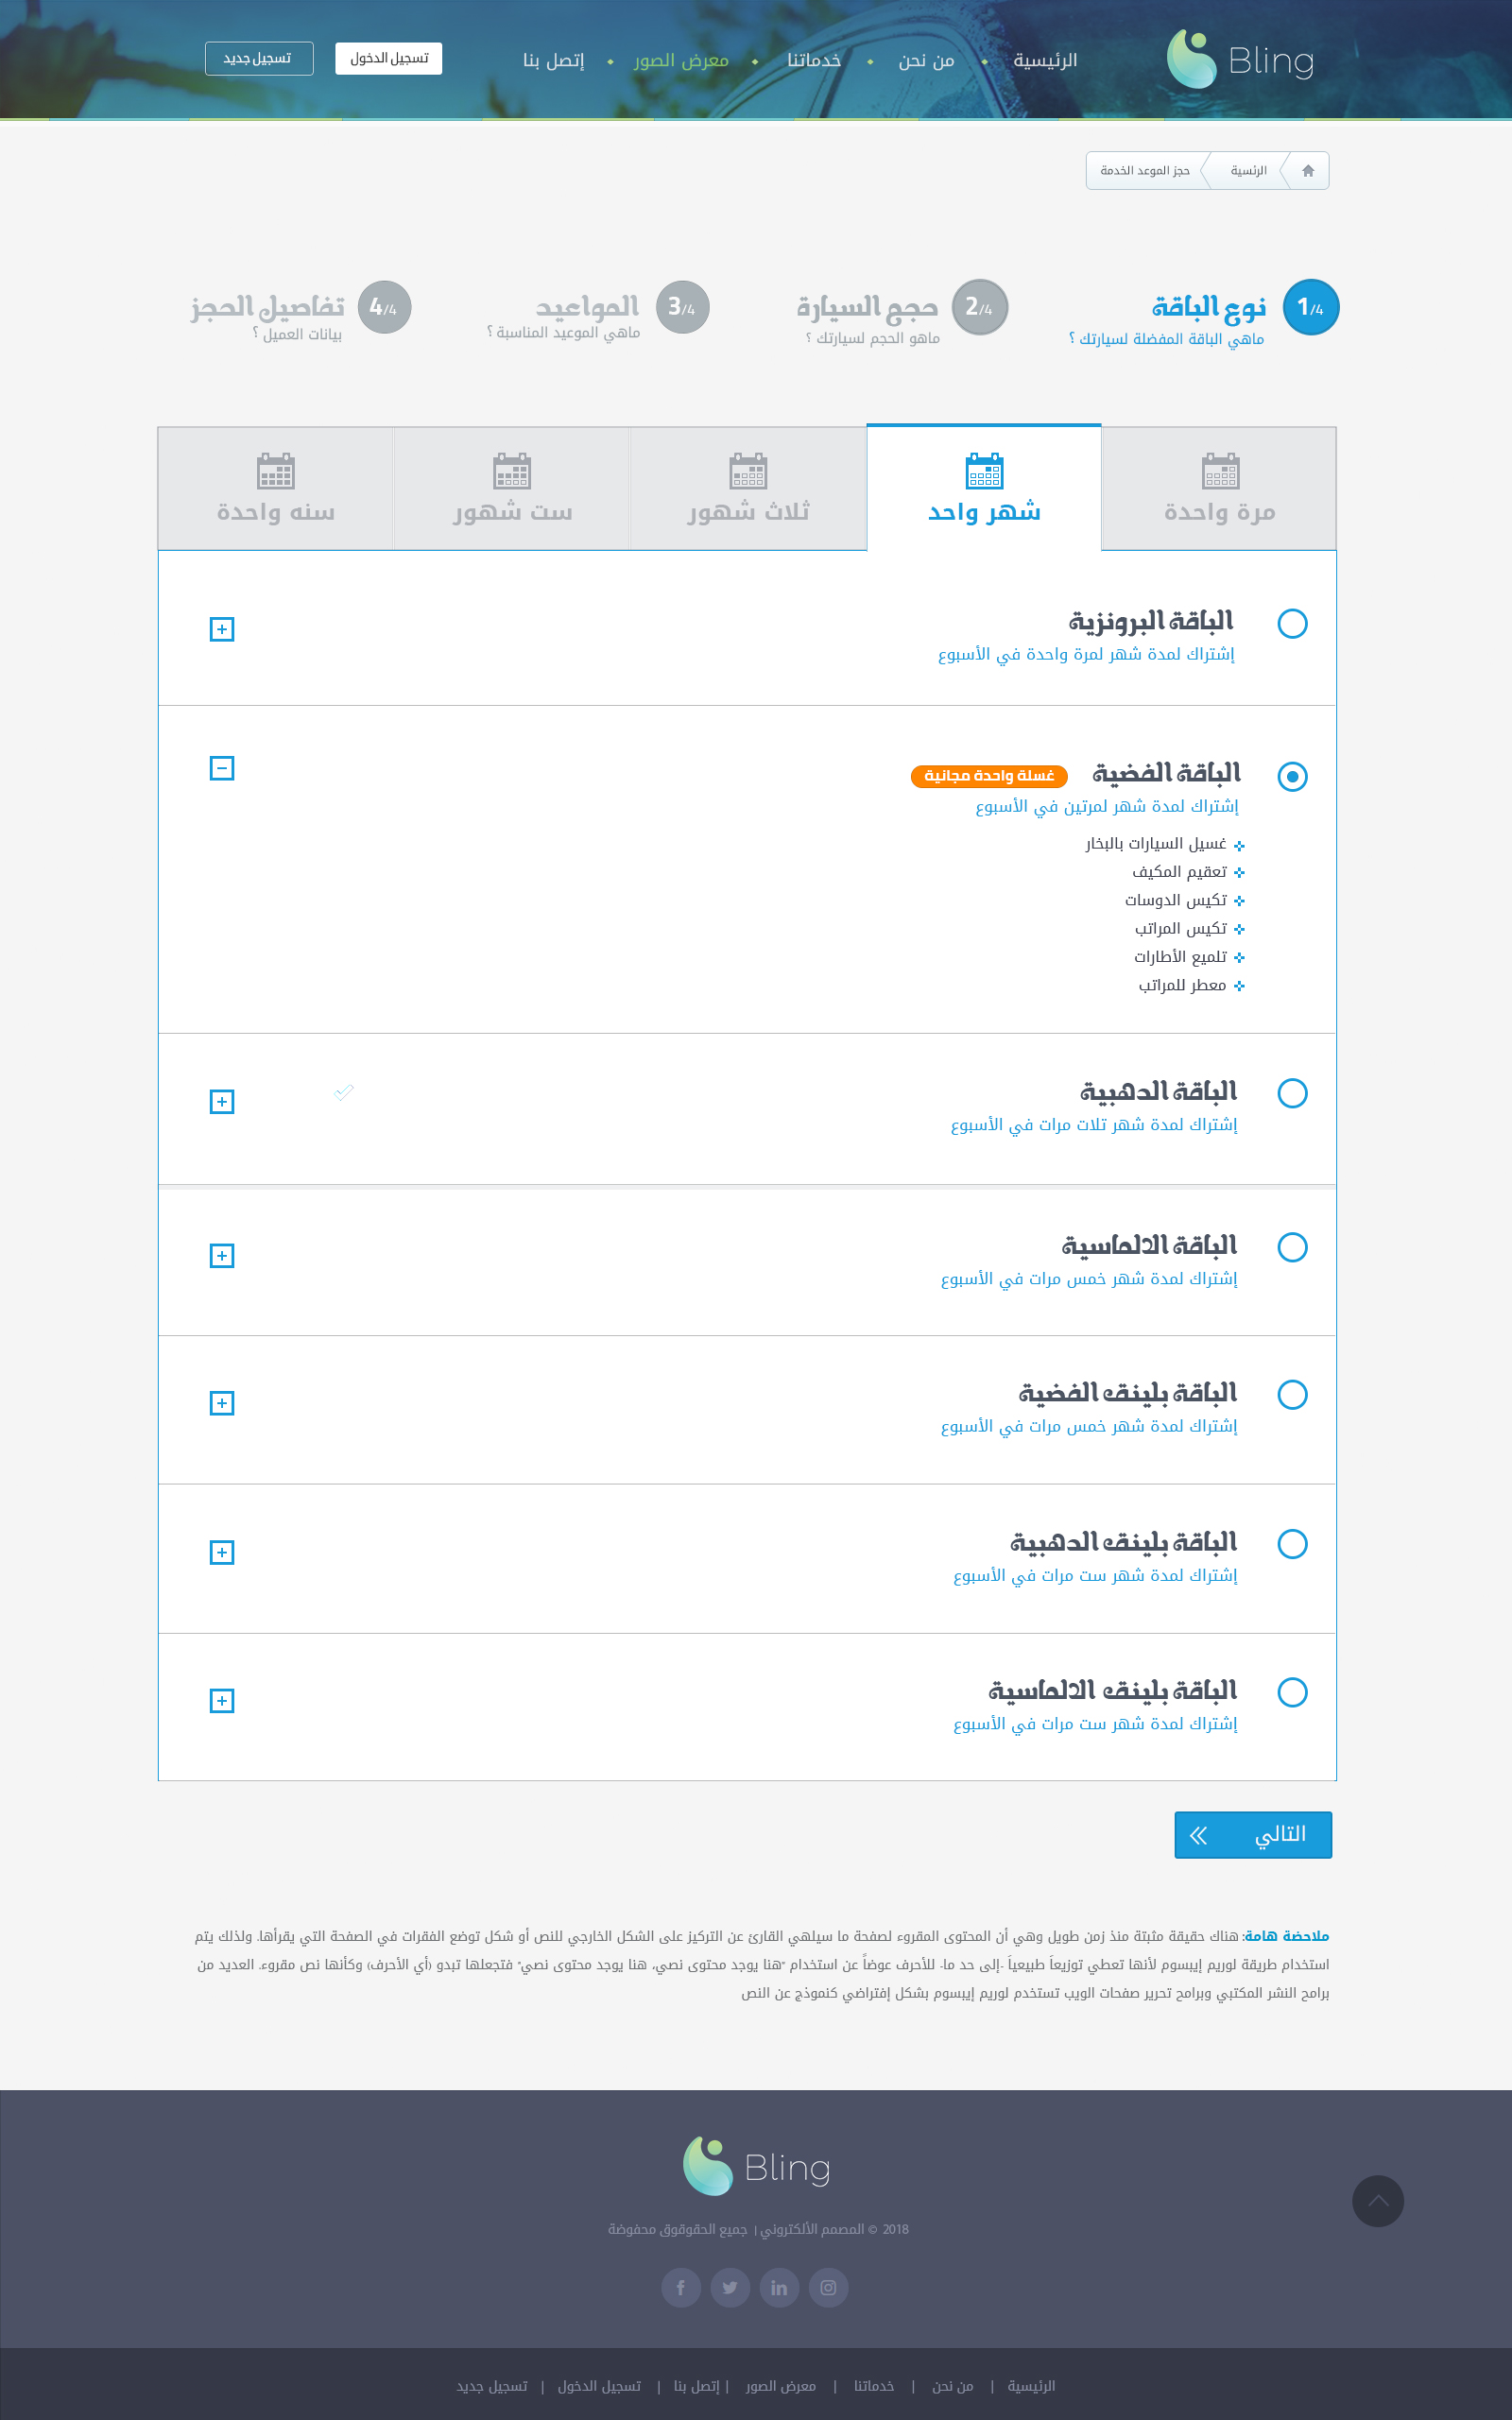 Bling
الرئيسية
من نحن
خدماتنا
معرض الصور
إتصل بنا
تسجيل الدخول
تسجيل جديد
الرئسية
حجز الموعد الخدمة
1/4
نوع الباقة
ماهي الباقة المفضلة لسيارتك ؟
2/4
حجم السيارة
ماهو الحجم لسيارتك ؟
3/4
المواعيد
ماهي الموعيد المناسبة ؟
4/4
تفاصيل الحجز
بيانات العميل ؟
مرة واحدة
شهر واحد
ثلاث شهور
ست شهور
سنه واحدة
الباقة البرونزية
إشتراك لمدة شهر لمرة واحدة في الأسبوع
الباقة الفضية
غسلة واحدة مجانية
إشتراك لمدة شهر لمرتين في الأسبوع
غسيل السيارات بالبخار
تعقيم المكيف
تكيس الدوسات
تكيس المراتب
تلميع الأطارات
معطر للمراتب
الباقة الدهبية
إشتراك لمدة شهر تلات مرات في الأسبوع
الباقة الالماسية
إشتراك لمدة شهر خمس مرات في الأسبوع
الباقة بلينف الفضية
إشتراك لمدة شهر خمس مرات في الأسبوع
الباقة بلينف الدهبية
إشتراك لمدة شهر ست مرات في الأسبوع
الباقة بلينف الالماسية
إشتراك لمدة شهر ست مرات في الأسبوع
التالي
ملاحضة هامة: هناك حقيقة مثبتة منذ زمن طويل وهي أن المحتوى المقروء لصفحة ما سيلهي القارئ عن التركيز على الشكل الخارجي للنص أو شكل توضع الفقرات في الصفحة التي يقرأها. ولذلك يتم
استخدام طريقة لوريم إيبسوم لأنها تعطي توزيعاَ طبيعياَ -إلى حد ما- للأحرف عوضاً عن استخدام "هنا يوجد محتوى نصي، هنا يوجد محتوى نصي" فتجعلها تبدو (أي الأحرف) وكأنها نص مقروء. العديد من
برامح النشر المكتبي وبرامح تحرير صفحات الويب تستخدم لوريم إيبسوم بشكل إفتراضي كنموذج عن النص
Bling
2018 © المصمم الألكتروني | جميع الحقوقوق محفوضة
الرئيسية | من نحن | خدماتنا | معرض الصور | إتصل بنا | تسجيل الدخول | تسجيل جديد